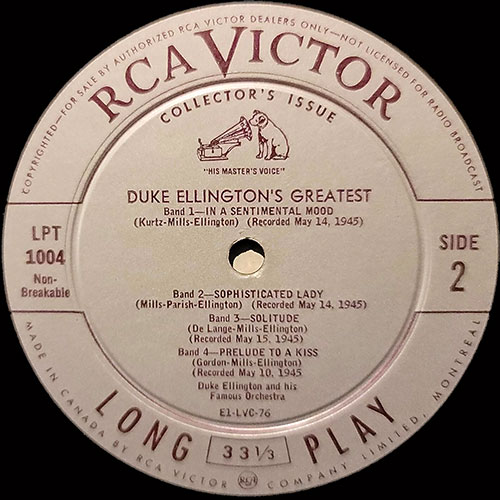 COPYRIGHTED—FOR SALE BY AUTHORIZED RCA VICTOR DEALERS ONLY—NOT LICENSED FOR RADIO BROADCAST
RCA VICTOR
COLLECTOR'S ISSUE
"HIS MASTER'S VOICE"
DUKE ELLINGTON'S GREATEST
Band 1—IN A SENTIMENTAL MOOD
(Kurtz-Mills-Ellington) (Recorded May 14, 1945)
LPT
1004
Non-
Breakable
SIDE
2
Band 2—SOPHISTICATED LADY
(Mills-Parish-Ellington) (Recorded May 14, 1945)
Band 3—SOLITUDE
(De Lange-Mills-Ellington)
(Recorded May 15, 1945)
Band 4—PRELUDE TO A KISS
(Gordon-Mills-Ellington)
(Recorded May 10, 1945
Duke Ellington and his
Famous Orchestra
E1-LVC-76
LONG 33 1/3 PLAY
MADE IN CANADA BY RCA VICTOR COMPANY LIMITED, MONTREAL